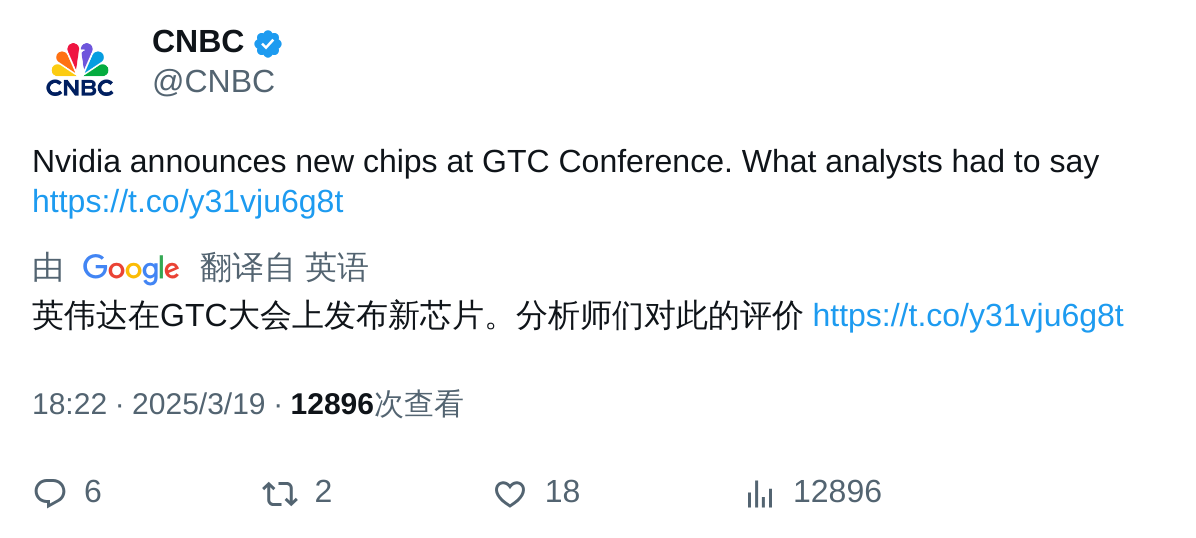 CNBC
CNBC
@CNBC
Nvidia announces new chips at GTC Conference. What analysts had to say
https://t.co/y31vju6g8t
由 Google 翻译自 英语
英伟达在GTC大会上发布新芯片。分析师们对此的评价 https://t.co/y31vju6g8t
18:22 · 2025/3/19 · 12896次查看
6 2 18 12896